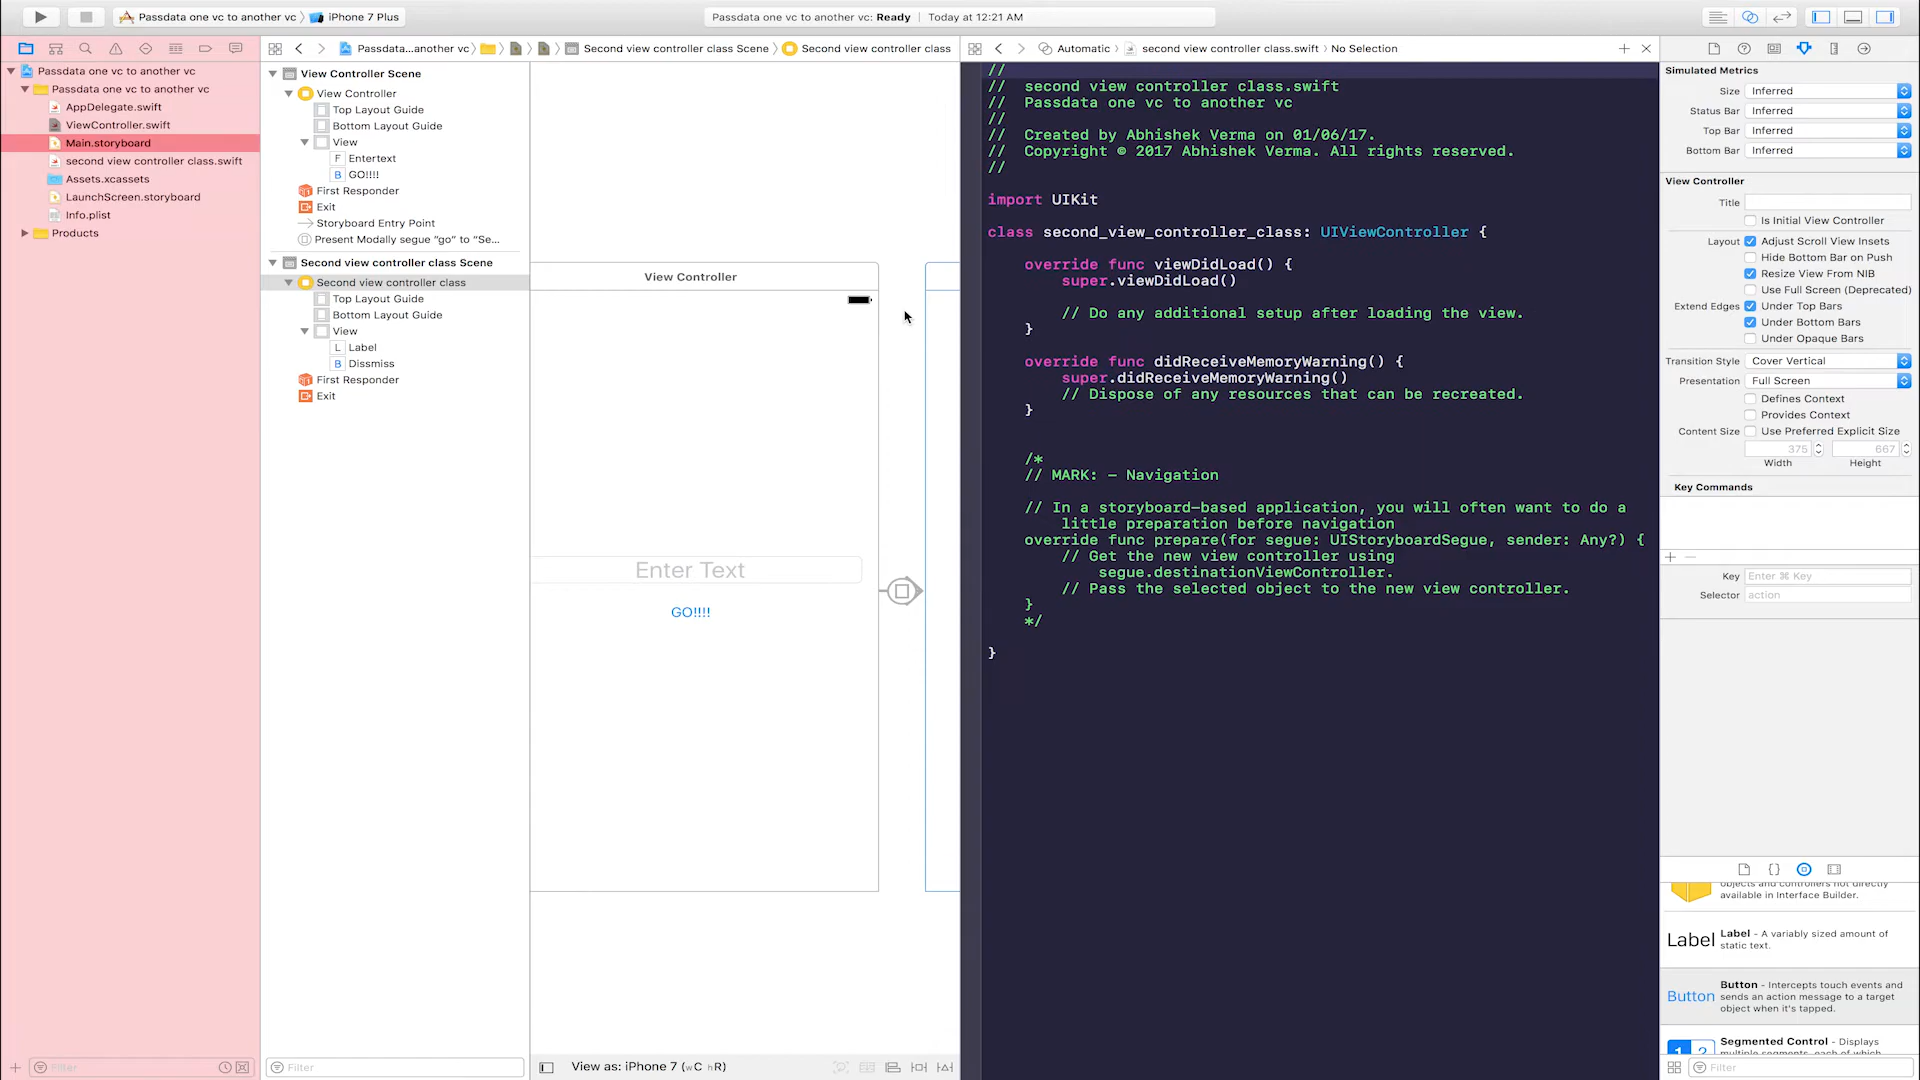 Passdata one vc to another vc
iPhone 7 Plus
Passdata one vc to another vc: Ready
Today at 12:21 AM
Passdata...another vc
Second view controller class Scene
Second view controller class
Automatic
second view controller class.swift
No Selection
Passdata one vc to another vc
Passdata one vc to another vc
AppDelegate.swift
ViewController.swift
Main.storyboard
second view controller class.swift
Assets.xcassets
LaunchScreen.storyboard
Info.plist
Products
Filter
View Controller Scene
View Controller
Top Layout Guide
Bottom Layout Guide
View
F Entertext
B GO!!!!
First Responder
Exit
Storyboard Entry Point
Present Modally segue "go" to "Se...
Second view controller class Scene
Second view controller class
Top Layout Guide
Bottom Layout Guide
View
L Label
B Dissmiss
First Responder
Exit
Filter
View Controller
Enter Text
GO!!!!
View as: iPhone 7 (wC hR)
//
// second view controller class.swift
// Passdata one vc to another vc
//
// Created by Abhishek Verma on 01/06/17.
// Copyright © 2017 Abhishek Verma. All rights reserved.
//
import UIKit
class second_view_controller_class: UIViewController {
override func viewDidLoad() {
super.viewDidLoad()
// Do any additional setup after loading the view.
}
override func didReceiveMemoryWarning() {
super.didReceiveMemoryWarning()
// Dispose of any resources that can be recreated.
}
/*
// MARK: - Navigation
// In a storyboard-based application, you will often want to do a
little preparation before navigation
override func prepare(for segue: UIStoryboardSegue, sender: Any?) {
// Get the new view controller using
segue.destinationViewController.
// Pass the selected object to the new view controller.
}
*/
}
Simulated Metrics
Size Inferred
Status Bar Inferred
Top Bar Inferred
Bottom Bar Inferred
View Controller
Title
Is Initial View Controller
Layout Adjust Scroll View Insets
Hide Bottom Bar on Push
Resize View From NIB
Use Full Screen (Deprecated)
Extend Edges Under Top Bars
Under Bottom Bars
Under Opaque Bars
Transition Style Cover Vertical
Presentation Full Screen
Defines Context
Provides Context
Content Size Use Preferred Explicit Size
375 667
Width Height
Key Commands
Key Enter ⌘ Key
Selector action
objects and controllers not directly
available in Interface Builder.
Label Label - A variably sized amount of
static text.
Button Button - Intercepts touch events and
sends an action message to a target
object when it's tapped.
Segmented Control - Displays
multiple segments, each of which
1 2
Filter